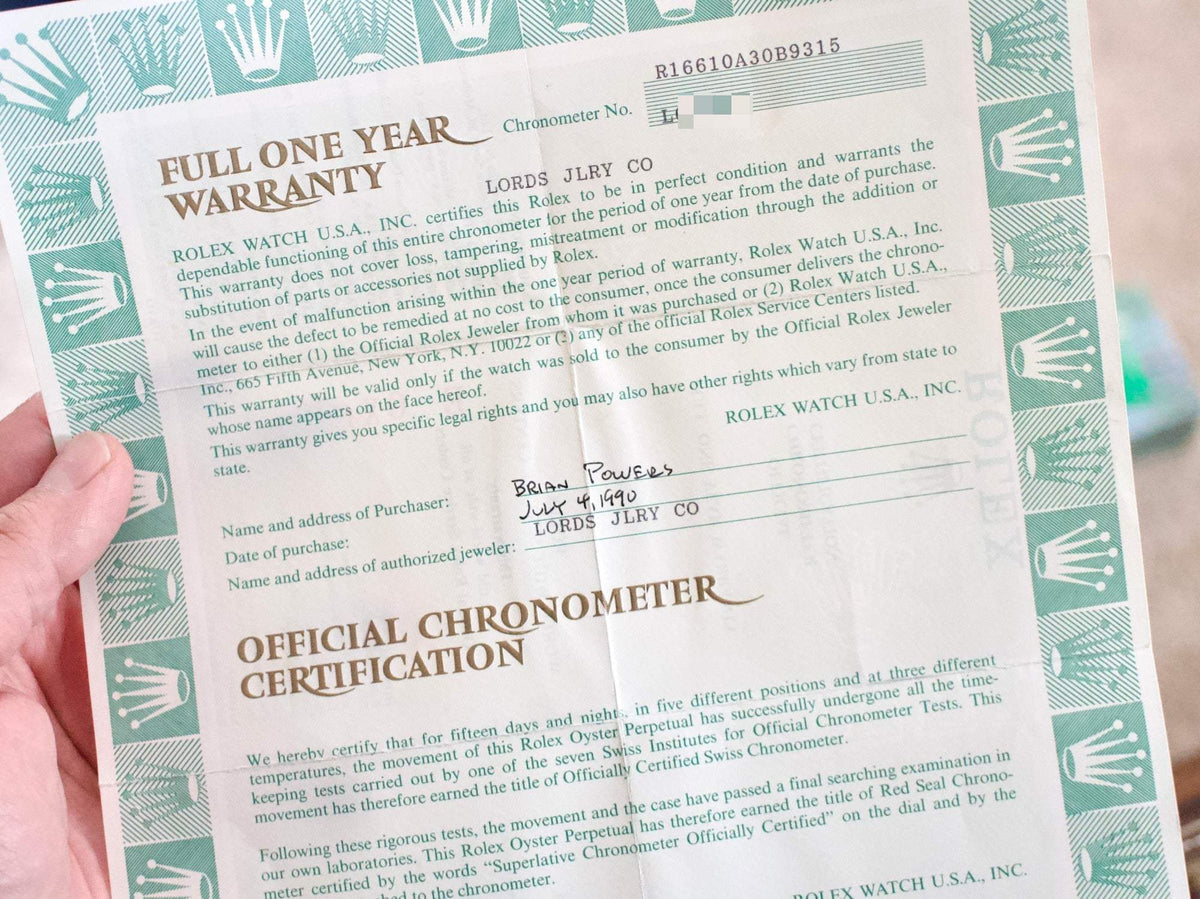 R16610A30B9315
Chronometer No.
FULL ONE YEAR
WARRANTY
LORDS JLRY CO
ROLEX WATCH U.S.A., INC. certifies this Rolex to be in perfect condition and warrants the
dependable functioning of this entire chronometer for the period of one year from the date of purchase.
This warranty does not cover loss, tampering, mistreatment or modification through the addition or
substitution of parts or accessories not supplied by Rolex.
In the event of malfunction arising within the one year period of warranty, Rolex Watch U.S.A., Inc.
will cause the defect to be remedied at no cost to the consumer, once the consumer delivers the chrono-
meter to either (1) the Official Rolex Jeweler from whom it was purchased or (2) Rolex Watch U.S.A.,
Inc., 665 Fifth Avenue, New York, N.Y. 10022 or (3) any of the official Rolex Service Centers listed.
This warranty will be valid only if the watch was sold to the consumer by the Official Rolex Jeweler
whose name appears on the face hereof.
This warranty gives you specific legal rights and you may also have other rights which vary from state to
state.
ROLEX WATCH U.S.A., INC.
Name and address of Purchaser: BRIAN POWERS
Date of purchase: JULY 4, 1990
Name and address of authorized jeweler: LORDS JLRY CO
OFFICIAL CHRONOMETER
CERTIFICATION
We hereby certify that for fifteen days and nights, in five different positions and at three different
temperatures, the movement of this Rolex Oyster Perpetual has successfully undergone all the time-
keeping tests carried out by one of the seven Swiss Institutes for Official Chronometer Tests. This
movement has therefore earned the title of Officially Certified Swiss Chronometer.
Following these rigorous tests, the movement and the case have passed a final searching examination in
our own laboratories. This Rolex Oyster Perpetual has therefore earned the title of Red Seal Chrono-
meter certified by the words “Superlative Chronometer Officially Certified” on the dial and by the
to the chronometer.
ROLEX WATCH U.S.A., INC.